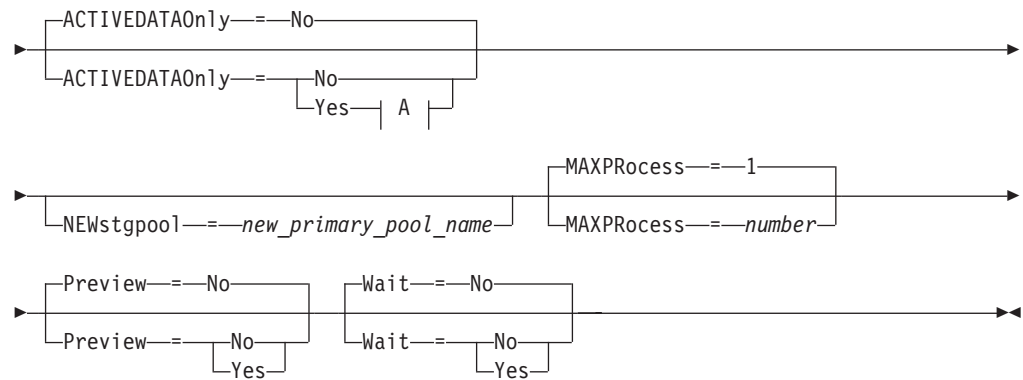 ACTIVEDATAOnly = No
ACTIVEDATAOnly = No
Yes A
NEWstgpool = new_primary_pool_name
MAXPRocess = 1
MAXPRocess = number
Preview = No
Preview = No
Yes
Wait = No
Wait = No
Yes